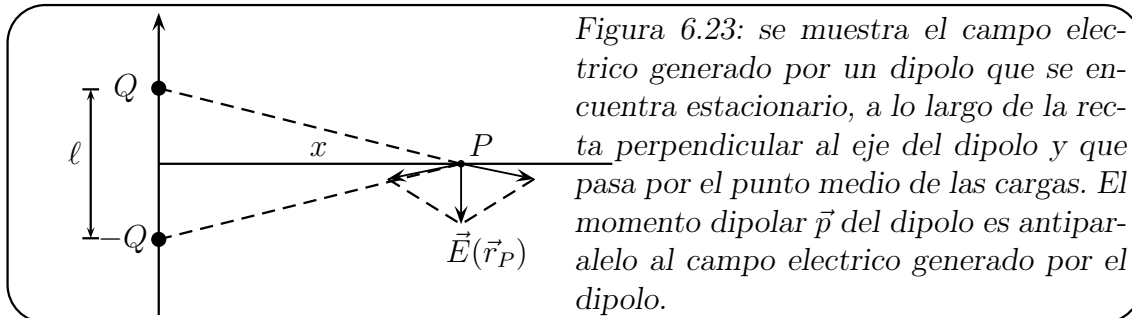 Q
ℓ
−Q
x
P
E⃗(r⃗_P)
Figura 6.23: se muestra el campo elec-
trico generado por un dipolo que se en-
cuentra estacionario, a lo largo de la rec-
ta perpendicular al eje del dipolo y que
pasa por el punto medio de las cargas. El
momento dipolar p⃗ del dipolo es antipar-
alelo al campo electrico generado por el
dipolo.